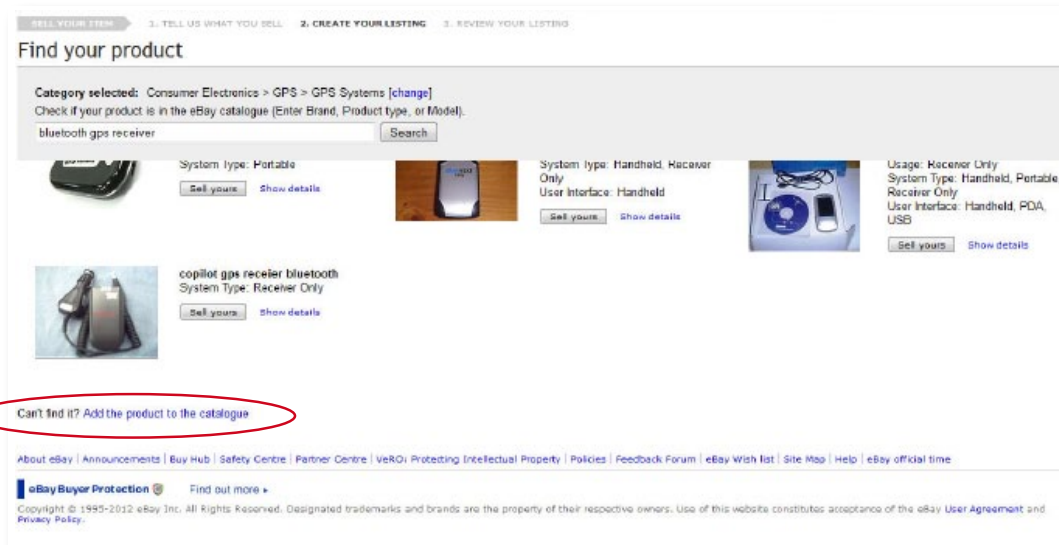 SELL YOUR ITEM 1. TELL US WHAT YOU SELL 2. CREATE YOUR LISTING 3. REVIEW YOUR LISTING
Find your product
Category selected: Consumer Electronics > GPS > GPS Systems [change]
Check if your product is in the eBay catalogue (Enter Brand, Product type, or Model).
bluetooth gps receiver Search
System Type: Portable
Sell yours Show details
System Type: Handheld, Receiver
Only
User Interface: Handheld
Sell yours Show details
Usage: Receiver Only
System Type: Handheld, Portable
Receiver Only
User Interface: Handheld, PDA,
USB
Sell yours Show details
copilot gps receier bluetooth
System Type: Receiver Only
Sell yours Show details
Can't find it? Add the product to the catalogue
About eBay | Announcements | Buy Hub | Safety Centre | Partner Centre | VeRO: Protecting Intellectual Property | Policies | Feedback Forum | eBay Wish list | Site Map | Help | eBay official time
eBay Buyer Protection Find out more
Copyright © 1995-2012 eBay Inc. All Rights Reserved. Designated trademarks and brands are the property of their respective owners. Use of this website constitutes acceptance of the eBay User Agreement and
Privacy Policy.